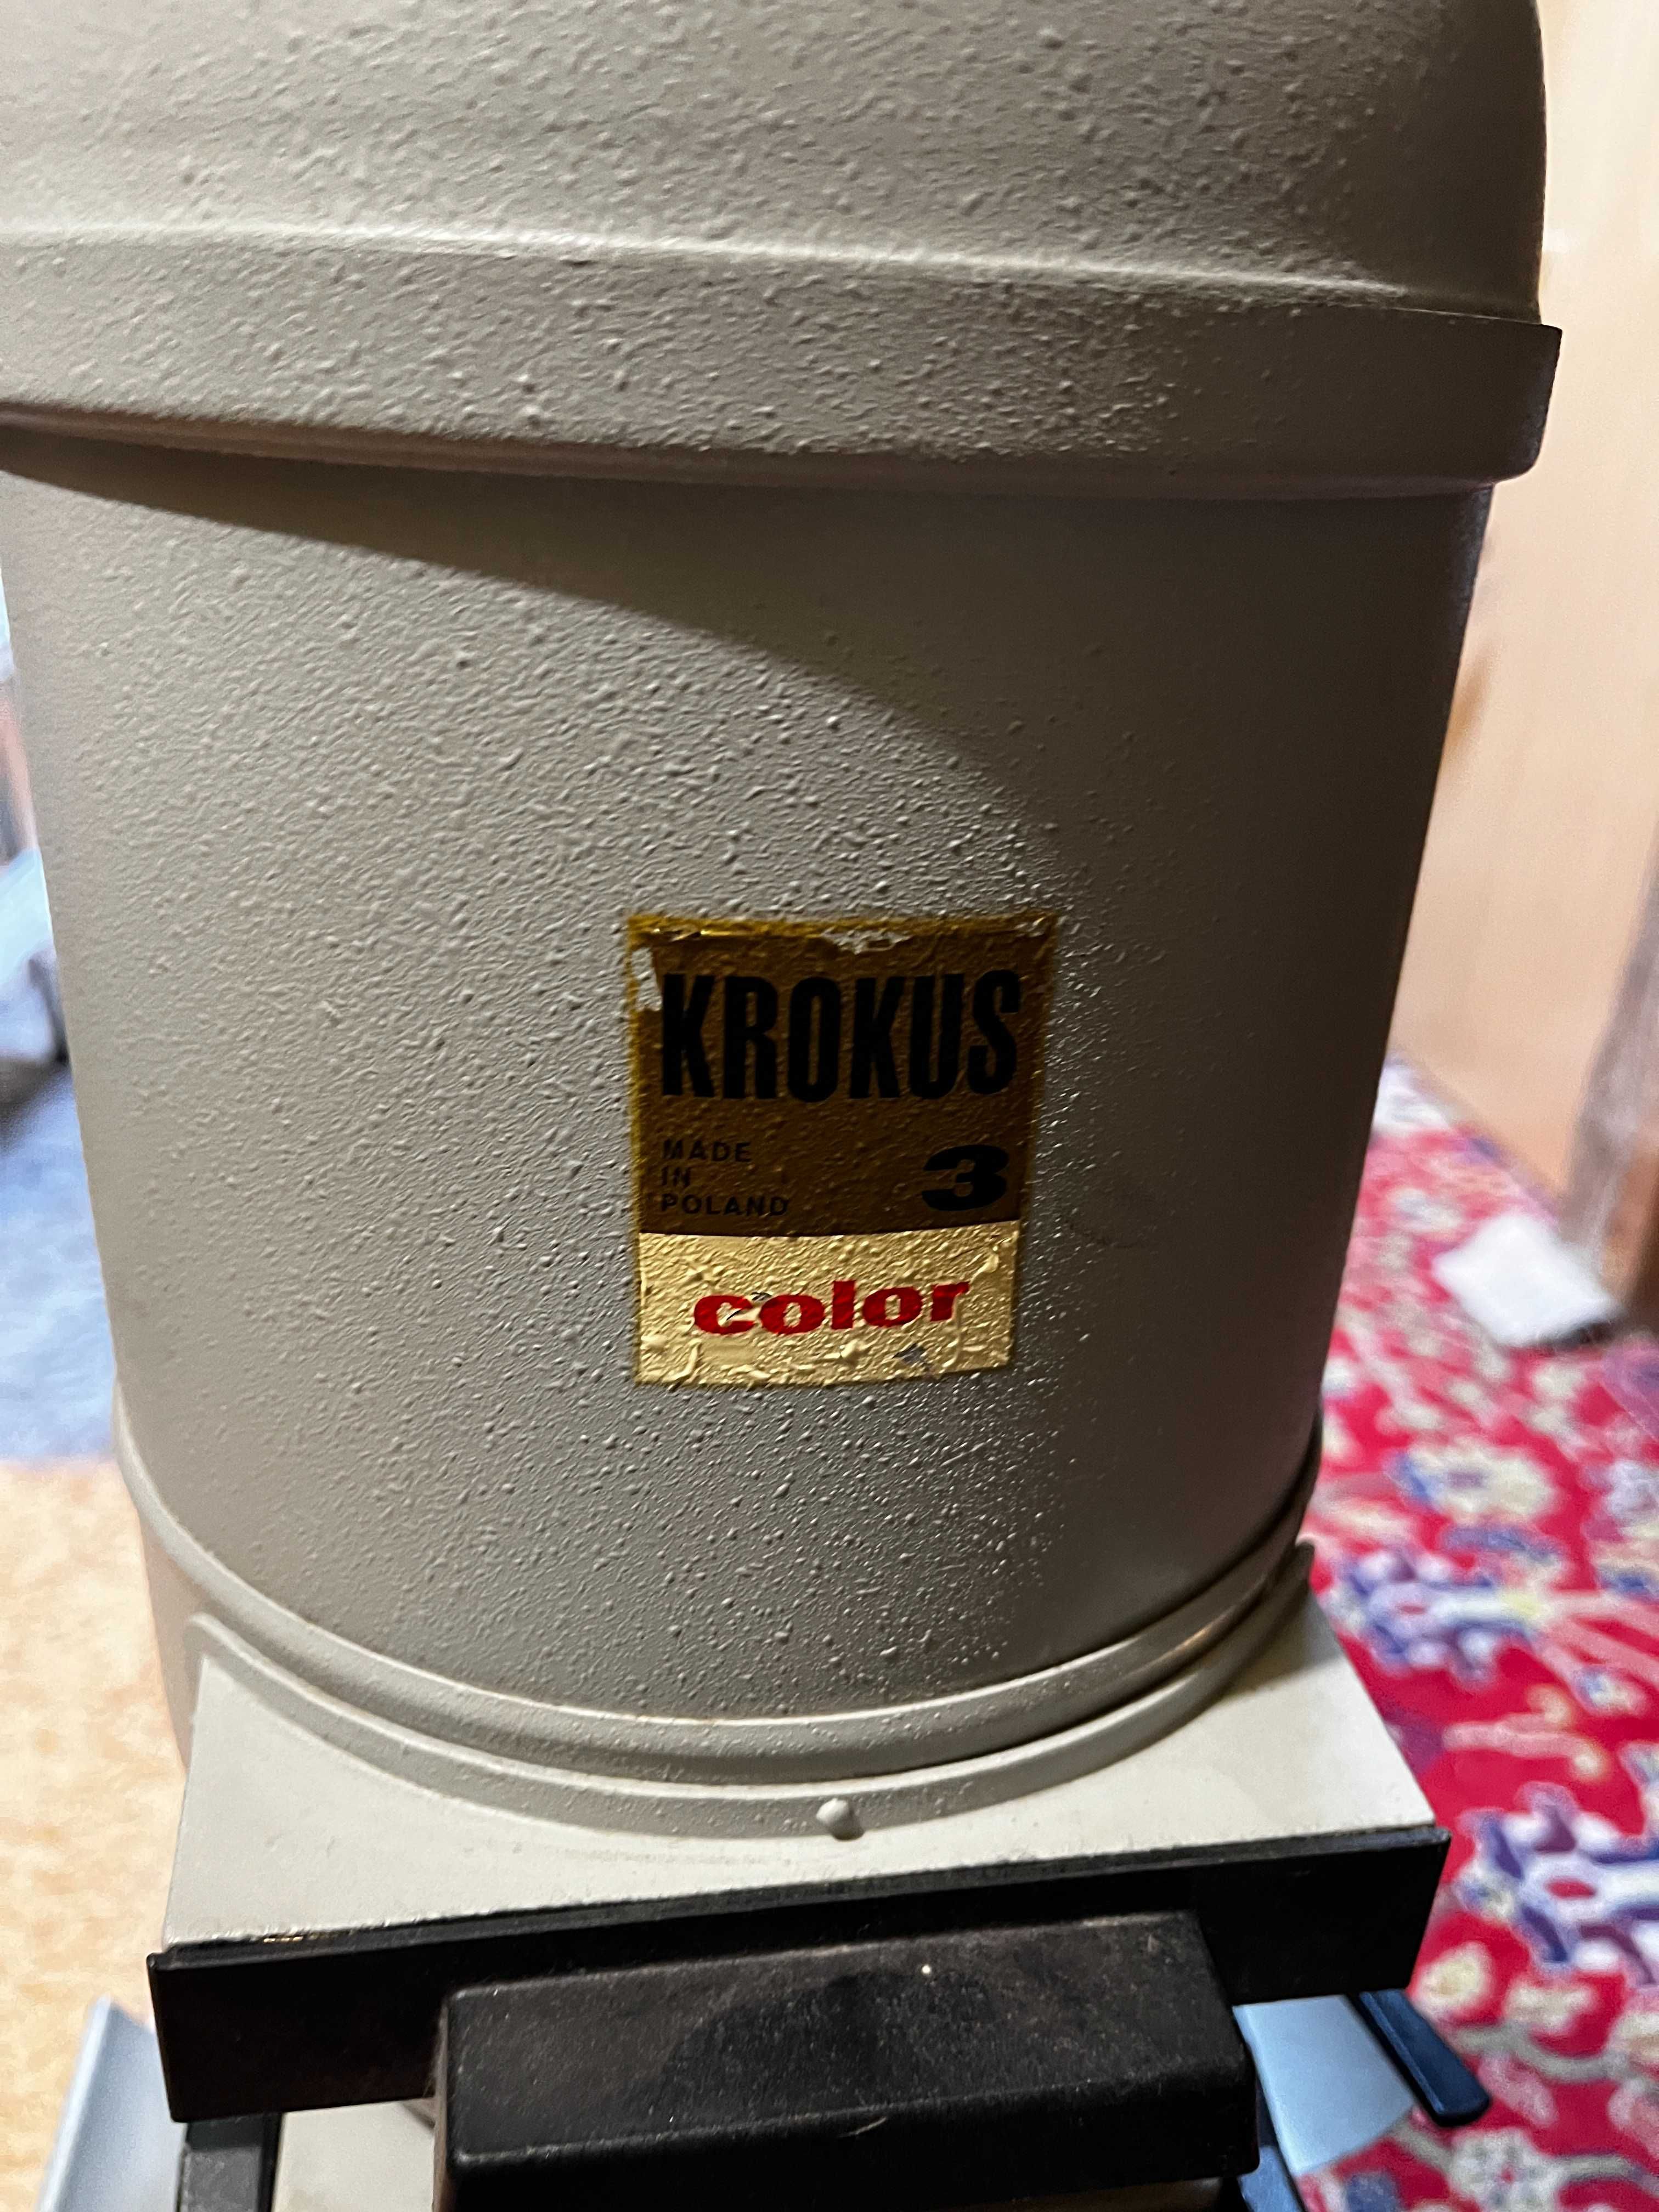 KROKUS
MADE
IN
POLAND
3
color